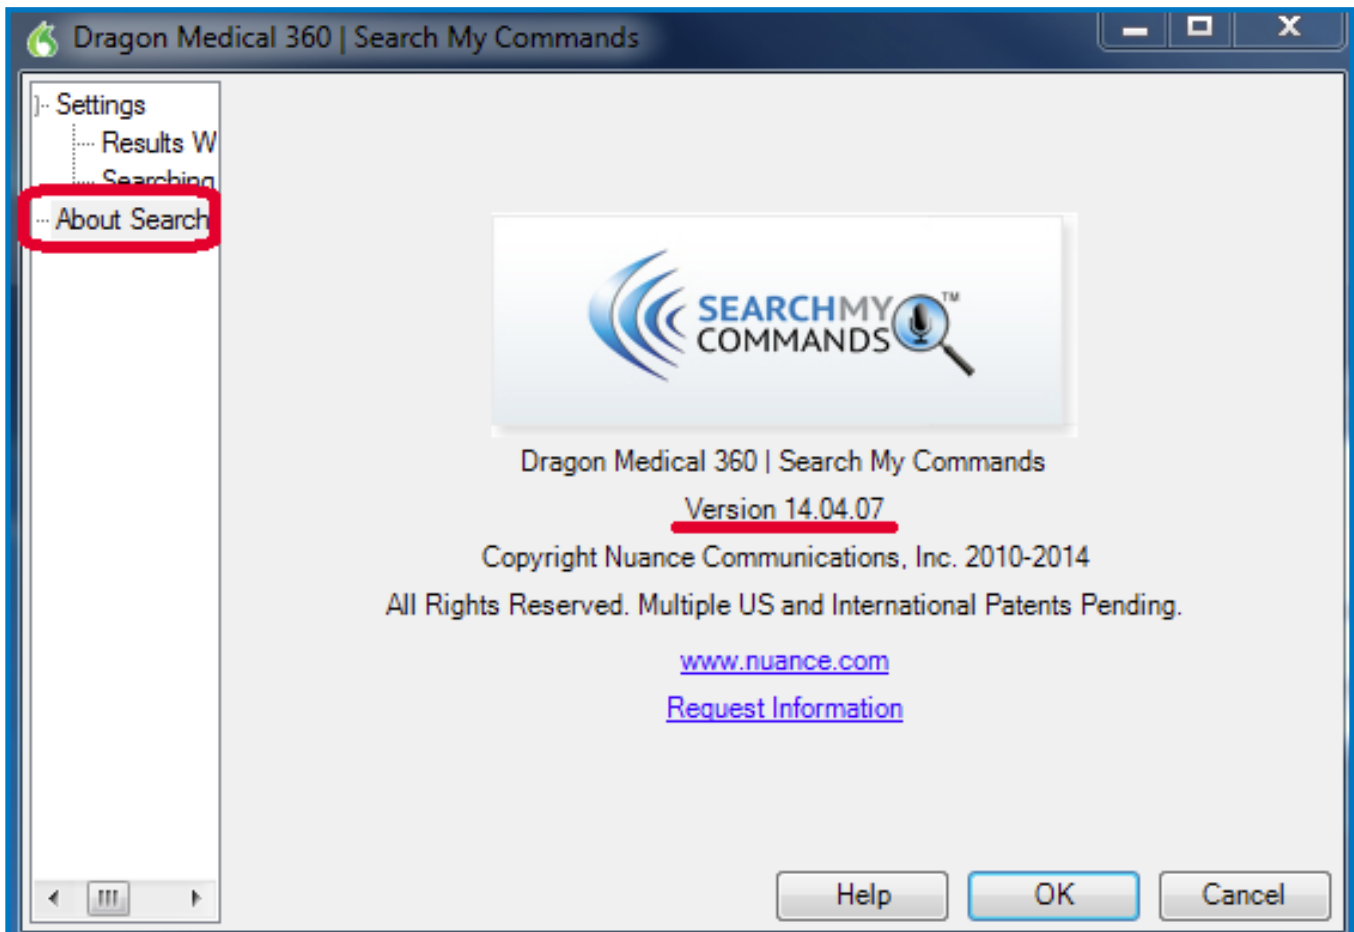 Dragon Medical 360 | Search My Commands
Settings
Results W
Searching
About Search
SEARCHMY
COMMANDS
TM
Dragon Medical 360 | Search My Commands
Version 14.04.07
Copyright Nuance Communications, Inc. 2010-2014
All Rights Reserved. Multiple US and International Patents Pending.
www.nuance.com
Request Information
Help
OK
Cancel